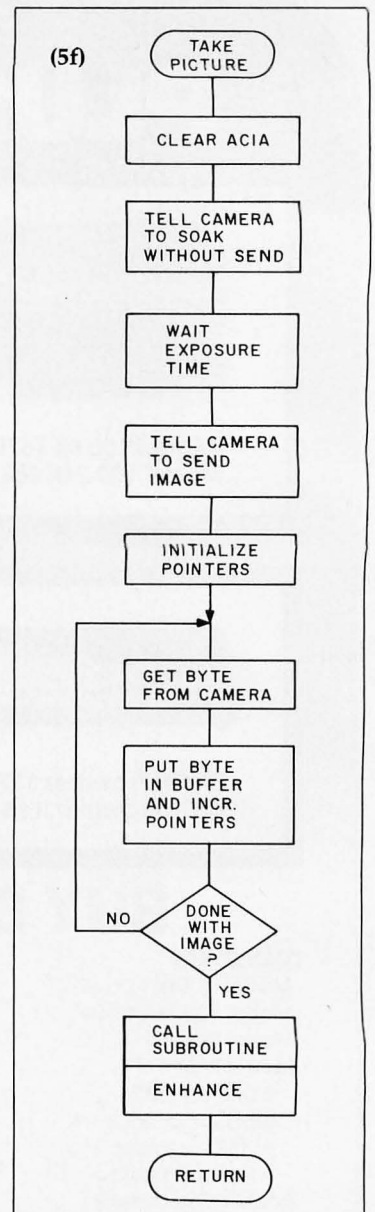 (5f)
TAKE
PICTURE
CLEAR ACIA
TELL CAMERA
TO SOAK
WITHOUT SEND
WAIT
EXPOSURE
TIME
TELL CAMERA
TO SEND
IMAGE
INITIALIZE
POINTERS
GET BYTE
FROM CAMERA
PUT BYTE
IN BUFFER
AND INCR.
POINTERS
DONE
WITH
IMAGE
?
NO
YES
CALL
SUBROUTINE
ENHANCE
RETURN